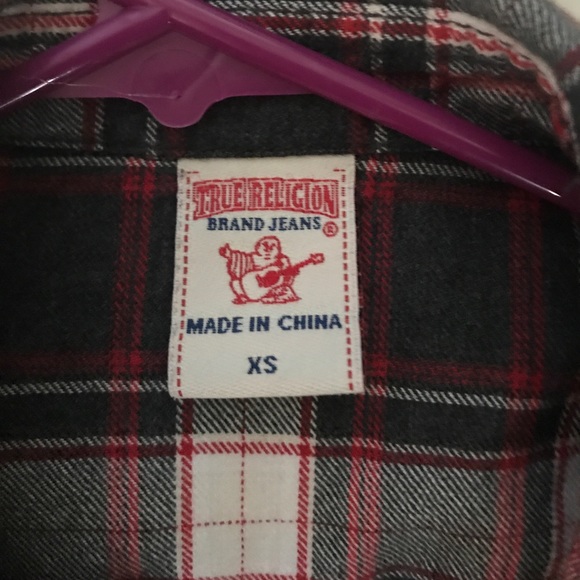 TRUE RELIGION
BRAND JEANS ®
MADE IN CHINA
XS